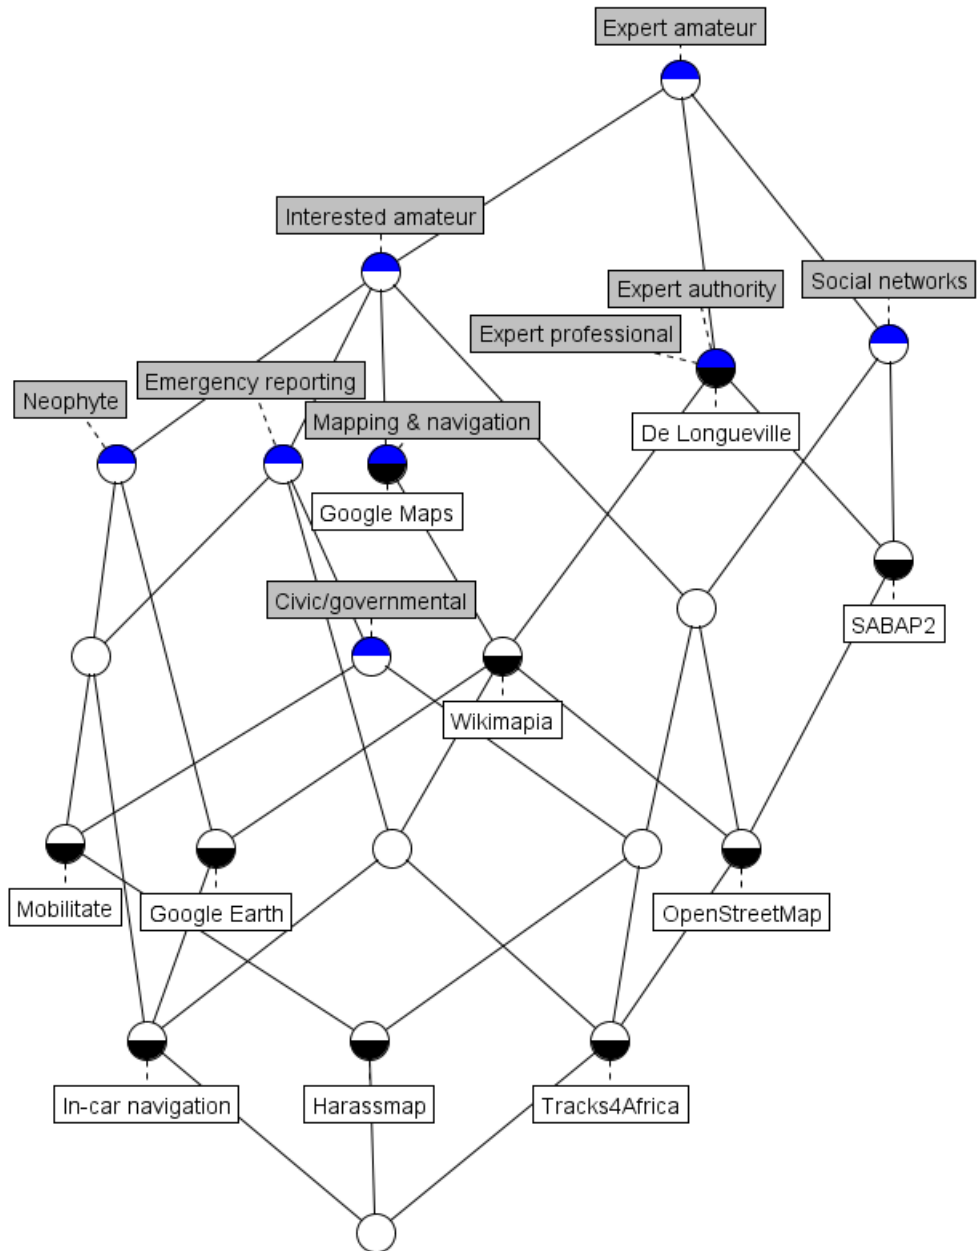 Expert amateur
Interested amateur
Expert authority
Social networks
Expert professional
Emergency reporting
Neophyte
Mapping & navigation
De Longueville
Google Maps
Civic/governmental
SABAP2
Wikimapia
Mobilitate
Google Earth
OpenStreetMap
In-car navigation
Harassmap
Tracks4Africa